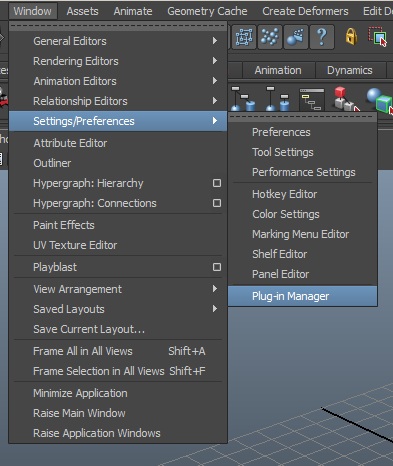 Window Assets Animate Geometry Cache Create Deformers Edit De
General Editors
Rendering Editors
Animation Editors
Animation Dynamics
Relationship Editors
Settings/Preferences
Attribute Editor
Outliner
Hypergraph: Hierarchy
Hypergraph: Connections
Paint Effects
UV Texture Editor
Playblast
View Arrangement
Saved Layouts
Save Current Layout...
Frame All in All Views Shift+A
Frame Selection in All Views Shift+F
Minimize Application
Raise Main Window
Raise Application Windows
Preferences
Tool Settings
Performance Settings
Hotkey Editor
Color Settings
Marking Menu Editor
Shelf Editor
Panel Editor
Plug-in Manager